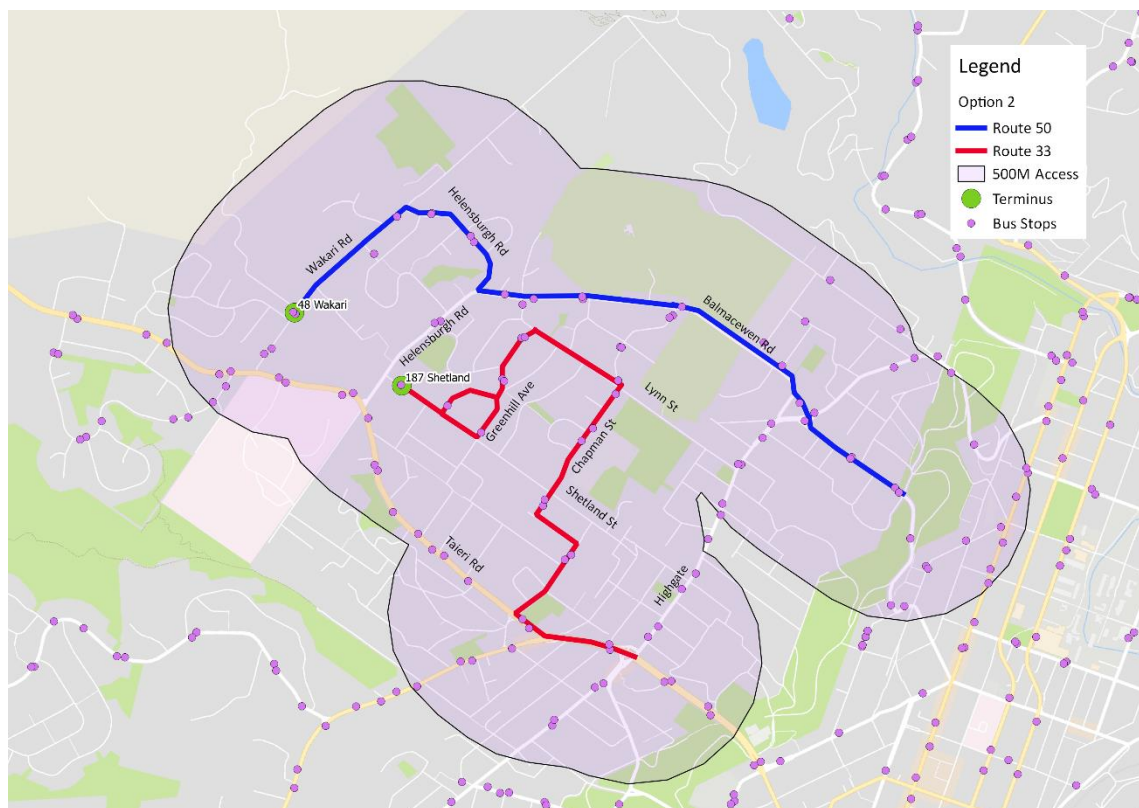 Legend
Option 2
Route 50
Route 33
500M Access
Terminus
Bus Stops
Helensburgh Rd
Wakari Rd
48 Wakari
Balmacewen Rd
Helensburgh Rd
187 Shetland
Greenhill Ave
Lynn St
Chapman St
Shetland St
Taieri Rd
Highgate